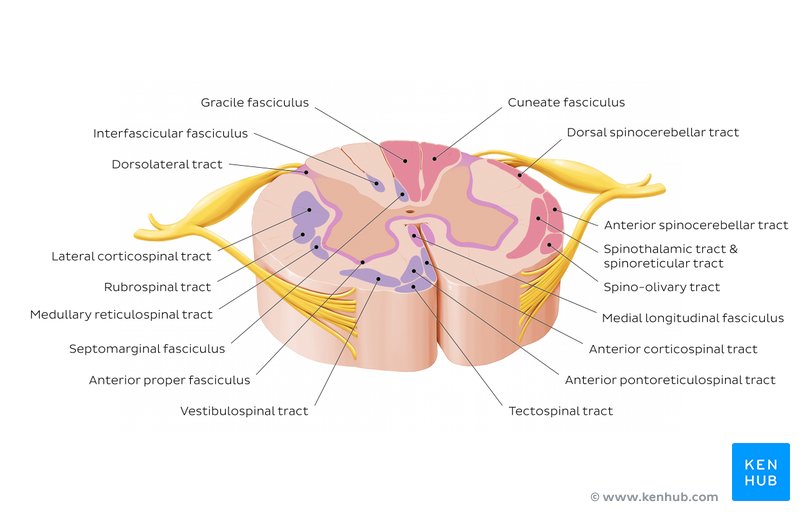 Gracile fasciculus
Interfascicular fasciculus
Dorsolateral tract
Lateral corticospinal tract
Rubrospinal tract
Medullary reticulospinal tract
Septomarginal fasciculus
Anterior proper fasciculus
Vestibulospinal tract
Cuneate fasciculus
Dorsal spinocerebellar tract
Anterior spinocerebellar tract
Spinothalamic tract &
spinoreticular tract
Spino-olivary tract
Medial longitudinal fasciculus
Anterior corticospinal tract
Anterior pontoreticulospinal tract
Tectospinal tract
KEN
HUB
© www.kenhub.com